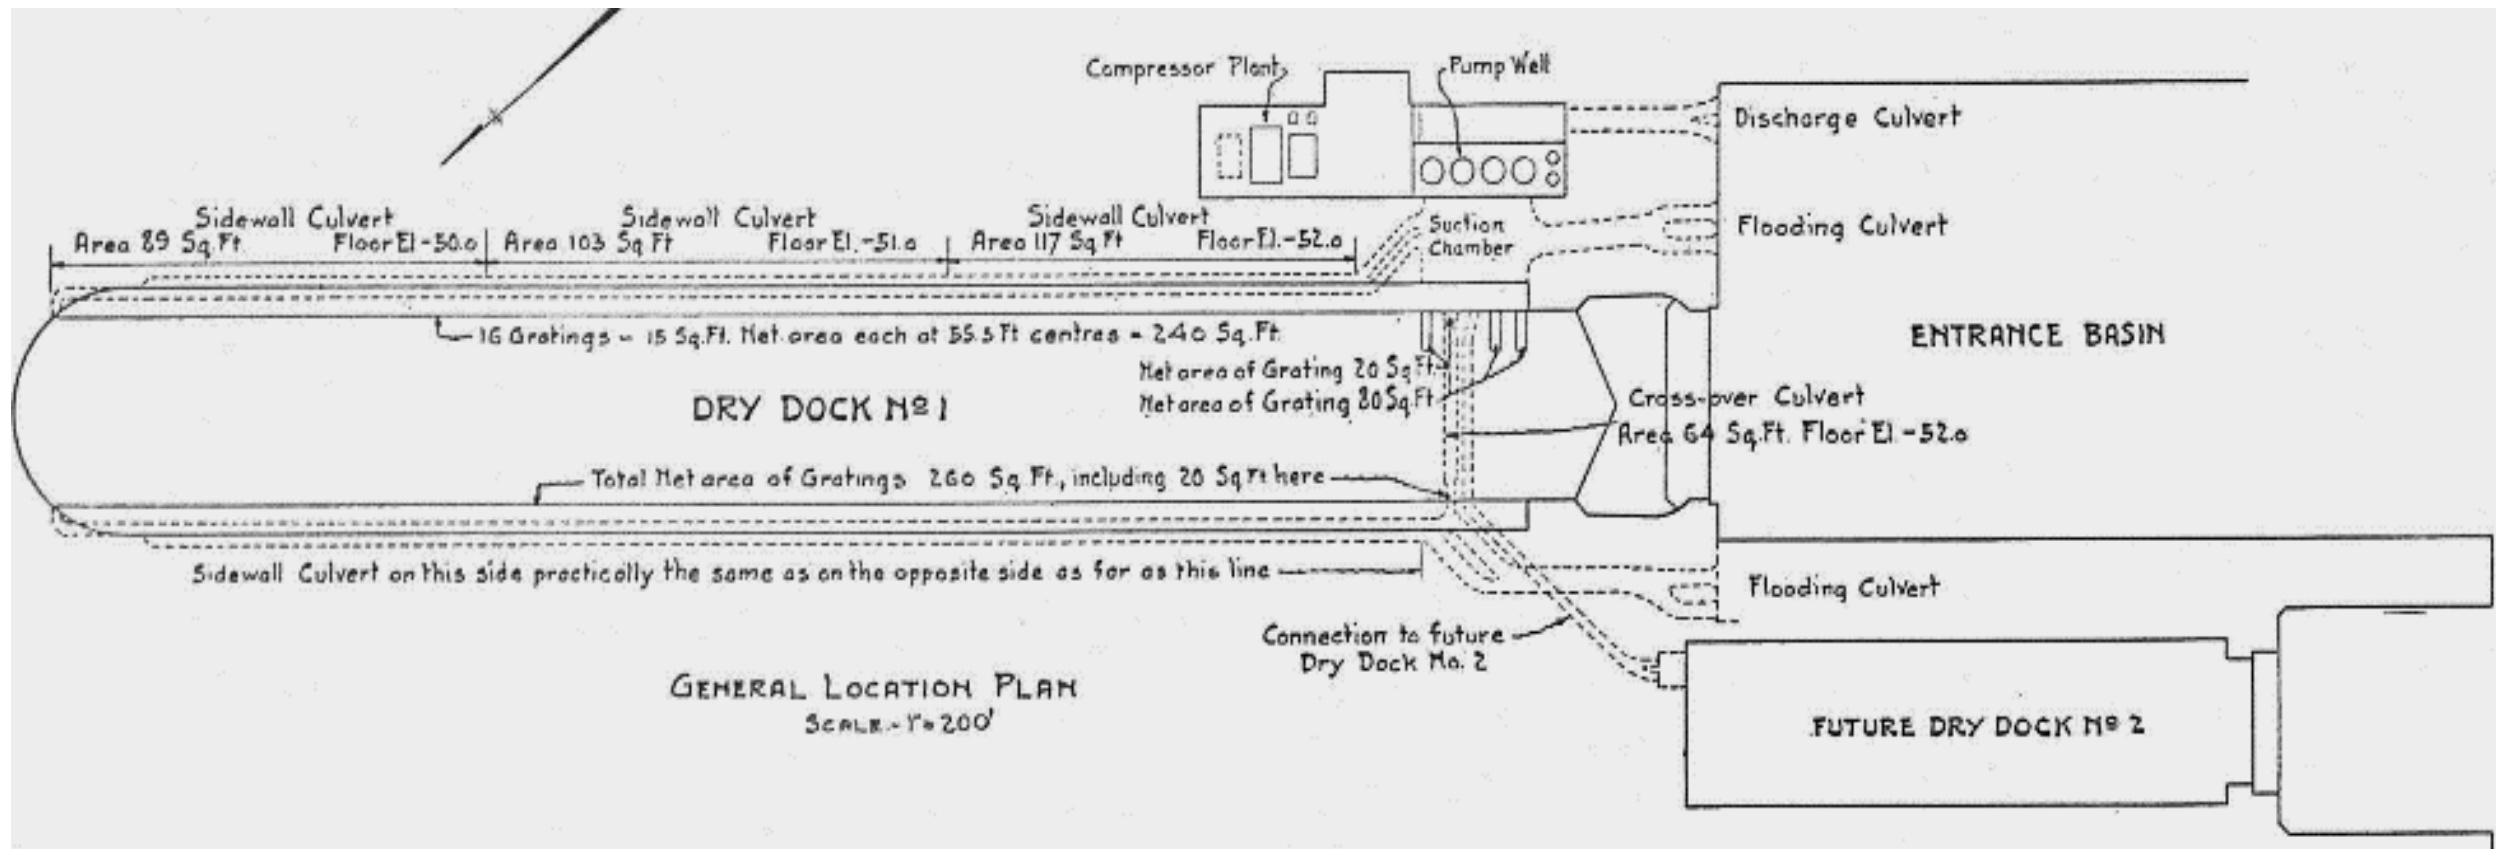 Compressor Plant
Pump Well
Discharge Culvert
Sidewall Culvert
Area 89 Sq.Ft. Floor El -50.0
Sidewall Culvert
Area 103 Sq Ft Floor El. -51.0
Sidewall Culvert
Area 117 Sq Ft Floor El. -52.0
Suction
Chamber
Flooding Culvert
16 Gratings - 15 Sq.Ft. Net area each at 55.5 Ft centres = 240 Sq.Ft.
ENTRANCE BASIN
Net area of Grating 20 Sq Ft
Net area of Grating 80 Sq Ft
DRY DOCK Nº 1
Cross-over Culvert
Area 64 Sq.Ft. Floor El -52.0
Total Net area of Gratings 260 Sq Ft, including 20 Sq Ft here
Sidewall Culvert on this side practically the same as on the opposite side as far as this line
Flooding Culvert
Connection to future
Dry Dock No. 2
GENERAL LOCATION PLAN
SCALE - 1" = 200'
FUTURE DRY DOCK Nº 2